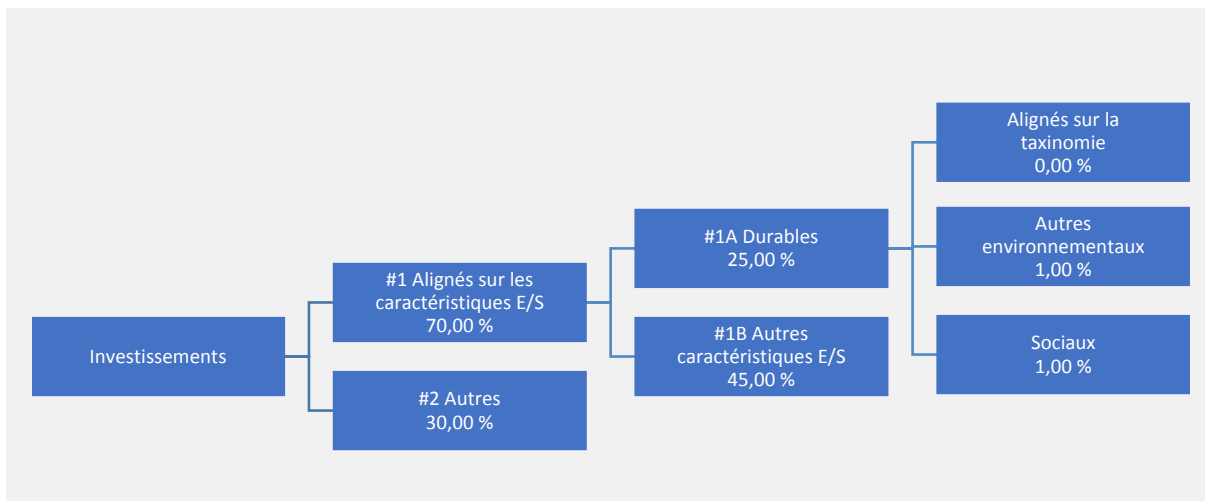 Investissements
#1 Alignés sur les
caractéristiques E/S
70,00 %
#2 Autres
30,00 %
#1A Durables
25,00 %
#1B Autres
caractéristiques E/S
45,00 %
Alignés sur la
taxinomie
0,00 %
Autres
environnementaux
1,00 %
Sociaux
1,00 %